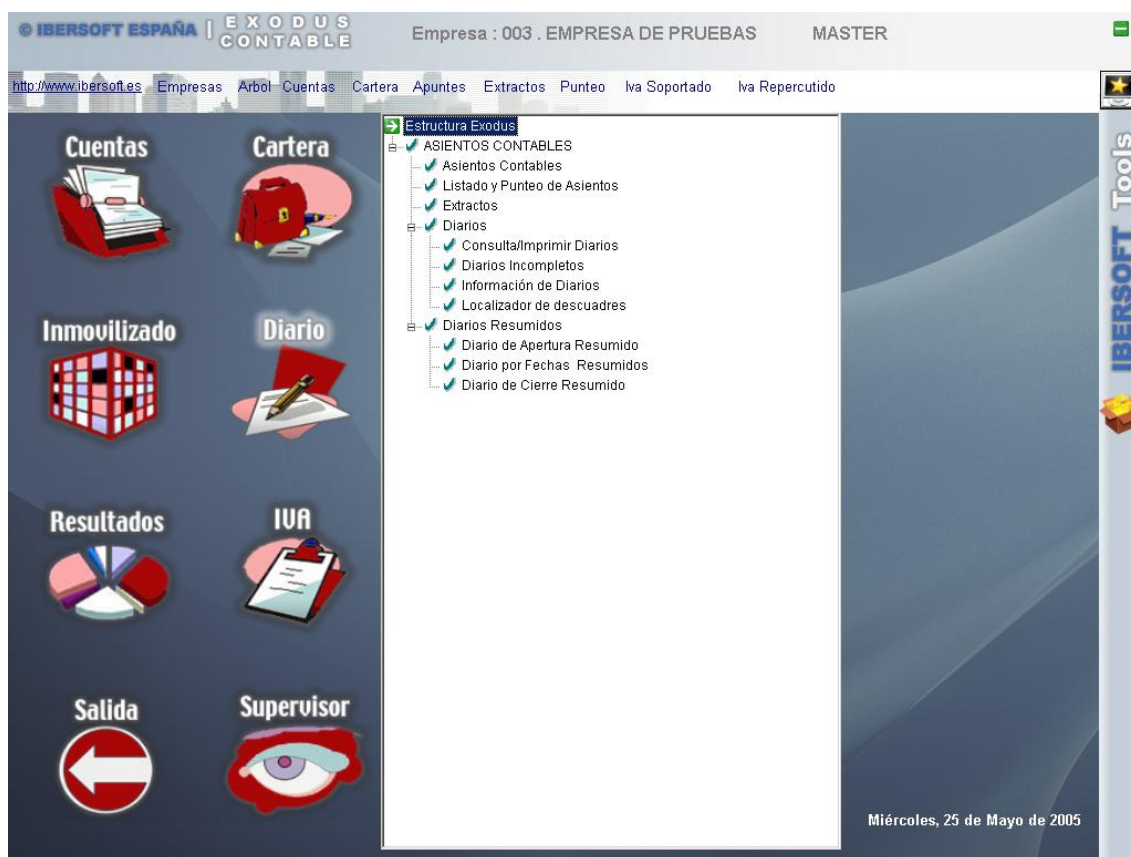 © IBERSOFT ESPAÑA | EXODUS CONTABLE Empresa : 003 . EMPRESA DE PRUEBAS MASTER
http://www.ibersoft.es Empresas Arbol Cuentas Cartera Apuntes Extractos Punteo Iva Soportado Iva Repercutido
Cuentas Cartera
Inmovilizado Diario
Resultados IVA
Salida Supervisor
Estructura Exodus
ASIENTOS CONTABLES
Asientos Contables
Listado y Punteo de Asientos
Extractos
Diarios
Consulta/Imprimir Diarios
Diarios Incompletos
Información de Diarios
Localizador de descuadres
Diarios Resumidos
Diario de Apertura Resumido
Diario por Fechas Resumidos
Diario de Cierre Resumido
IBERSOFT Tools
Miércoles, 25 de Mayo de 2005